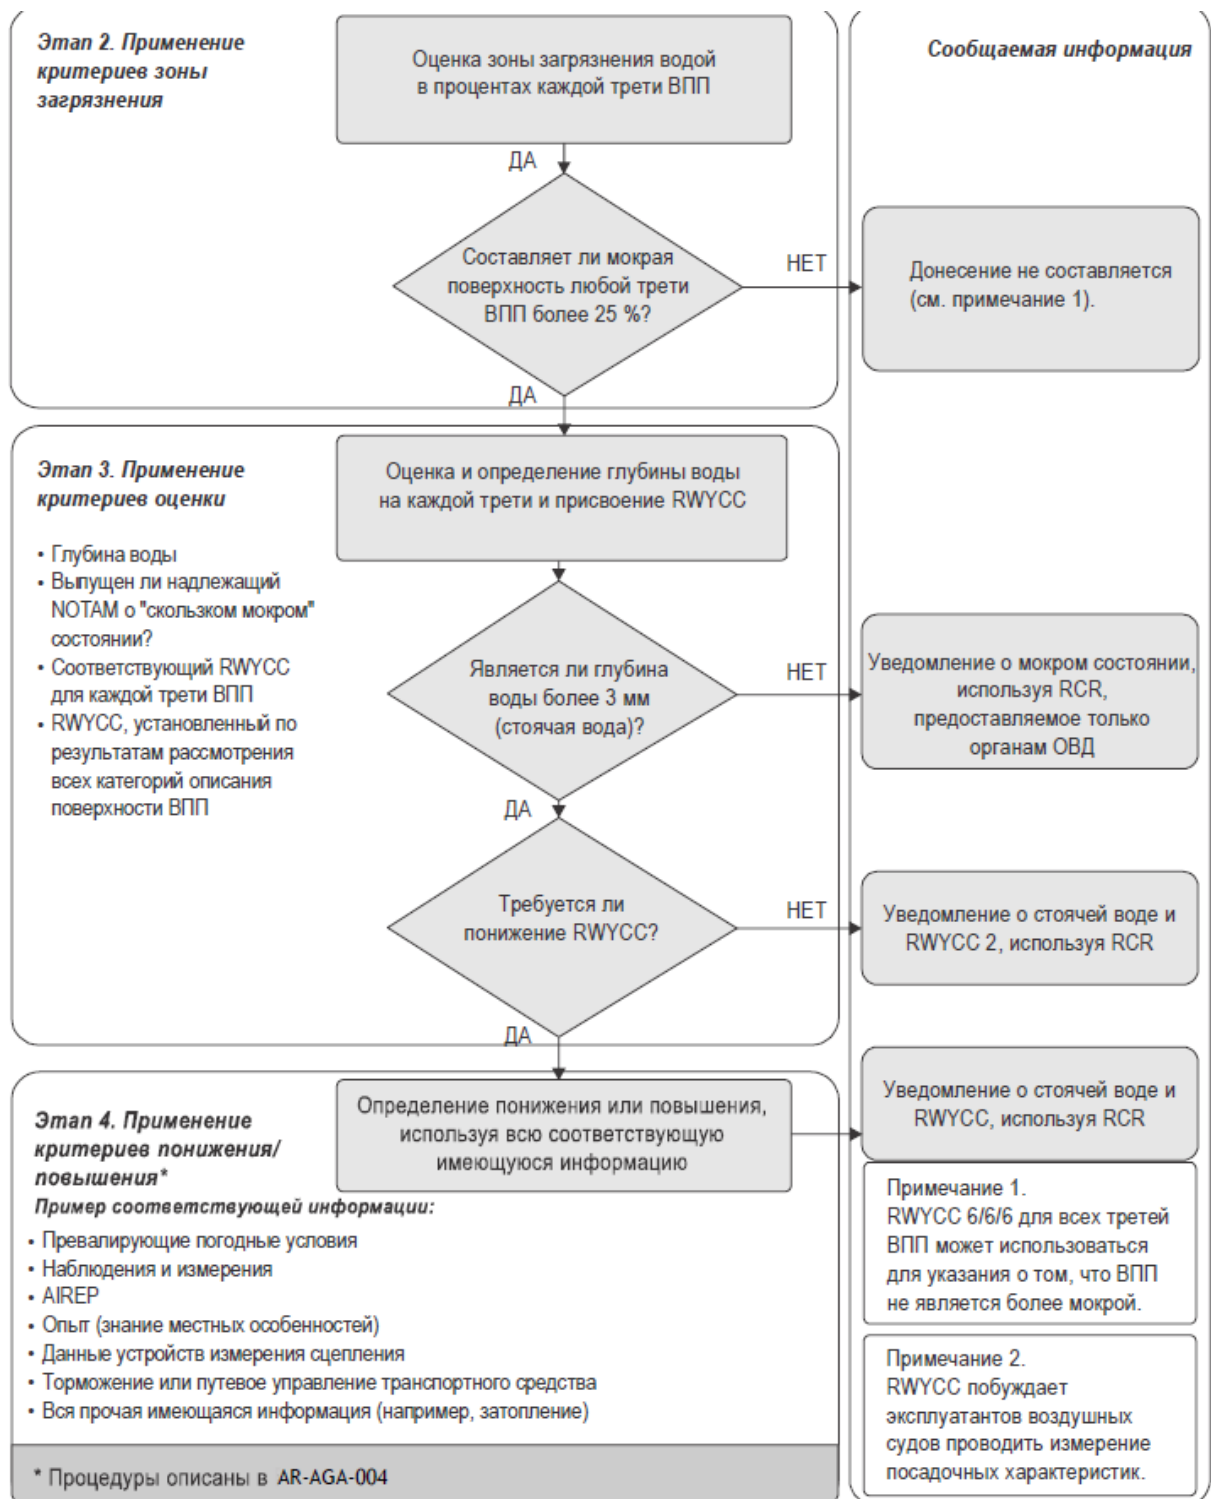 Этап 2. Применение
критериев зоны
загрязнения
Оценка зоны загрязнения водой
в процентах каждой трети ВПП
Сообщаемая информация
ДА
Составляет ли мокрая
поверхность любой трети
ВПП более 25 %?
НЕТ
Донесение не составляется
(см. примечание 1).
ДА
Этап 3. Применение
критериев оценки
• Глубина воды
• Выпущен ли надлежащий
NOTAM о "скользком мокром"
состоянии?
• Соответствующий RWYCC
для каждой трети ВПП
• RWYCC, установленный по
результатам рассмотрения
всех категорий описания
поверхности ВПП
Оценка и определение глубины воды
на каждой трети и присвоение RWYCC
Является ли глубина
воды более 3 мм
(стоячая вода)?
НЕТ
Уведомление о мокром состоянии,
используя RCR,
предоставляемое только
органам ОВД
ДА
Требуется ли
понижение RWYCC?
НЕТ
Уведомление о стоячей воде и
RWYCC 2, используя RCR
ДА
Этап 4. Применение
критериев понижения/
повышения*
Определение понижения или повышения,
используя всю соответствующую
имеющуюся информацию
Уведомление о стоячей воде и
RWYCC, используя RCR
Пример соответствующей информации:
• Превалирующие погодные условия
• Наблюдения и измерения
• AIREP
• Опыт (знание местных особенностей)
• Данные устройств измерения сцепления
• Торможение или путевое управление транспортного средства
• Вся прочая имеющаяся информация (например, затопление)
Примечание 1.
RWYCC 6/6/6 для всех третей
ВПП может использоваться
для указания о том, что ВПП
не является более мокрой.
Примечание 2.
RWYCC побуждает
эксплуатантов воздушных
судов проводить измерение
посадочных характеристик.
* Процедуры описаны в AR-AGA-004